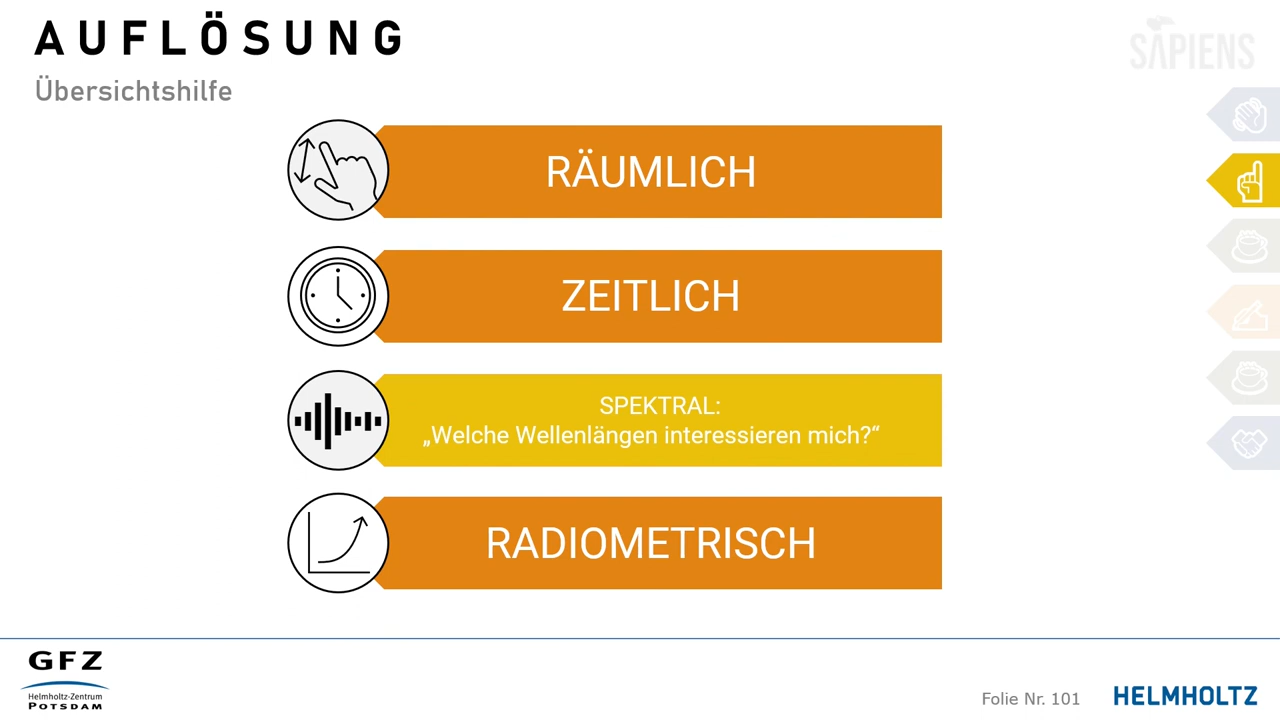 AUFLÖSUNG
Übersichtshilfe
SAPIENS
RÄUMLICH
ZEITLICH
SPEKTRAL:
„Welche Wellenlängen interessieren mich?“
RADIOMETRISCH
GFZ
Helmholtz-Zentrum
POTSDAM
Folie Nr. 101
HELMHOLTZ